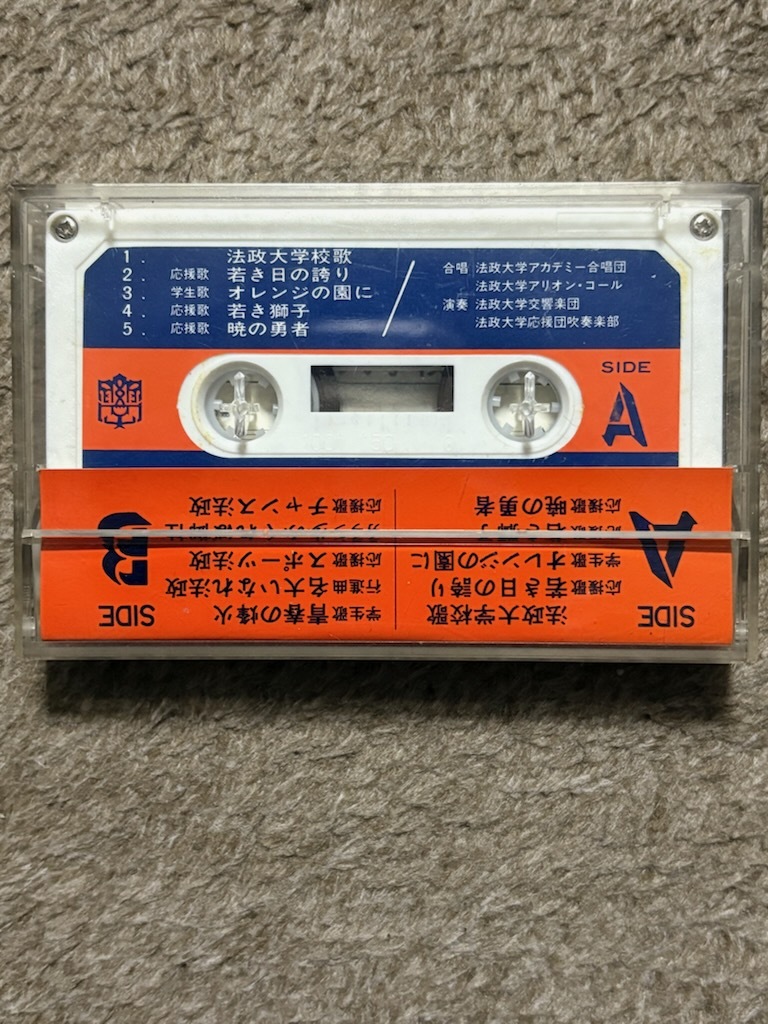 1. 法政大学校歌
2. 応援歌 若き日の誇り
3. 学生歌 オレンジの園に
4. 応援歌 若き獅子
5. 応援歌 暁の勇者
合唱 法政大学アカデミー合唱団
法政大学アリオン・コール
演奏 法政大学交響楽団
法政大学応援団吹奏楽部
SIDE
A
SIDE
A
法政大学校歌
応援歌 若き日の誇り
学生歌 オレンジの園に
応援歌 暁の勇者
SIDE
B
学生歌 青春の烽火
行進曲 名大いなれ法政
応援歌 スポーツ法政
応援歌 チャンス法政